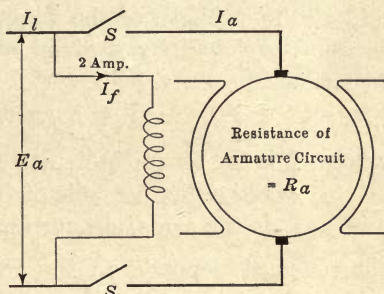 I_l
S
I_a
2 Amp.
I_f
E_a
Resistance of
Armature Circuit
= R_a
S